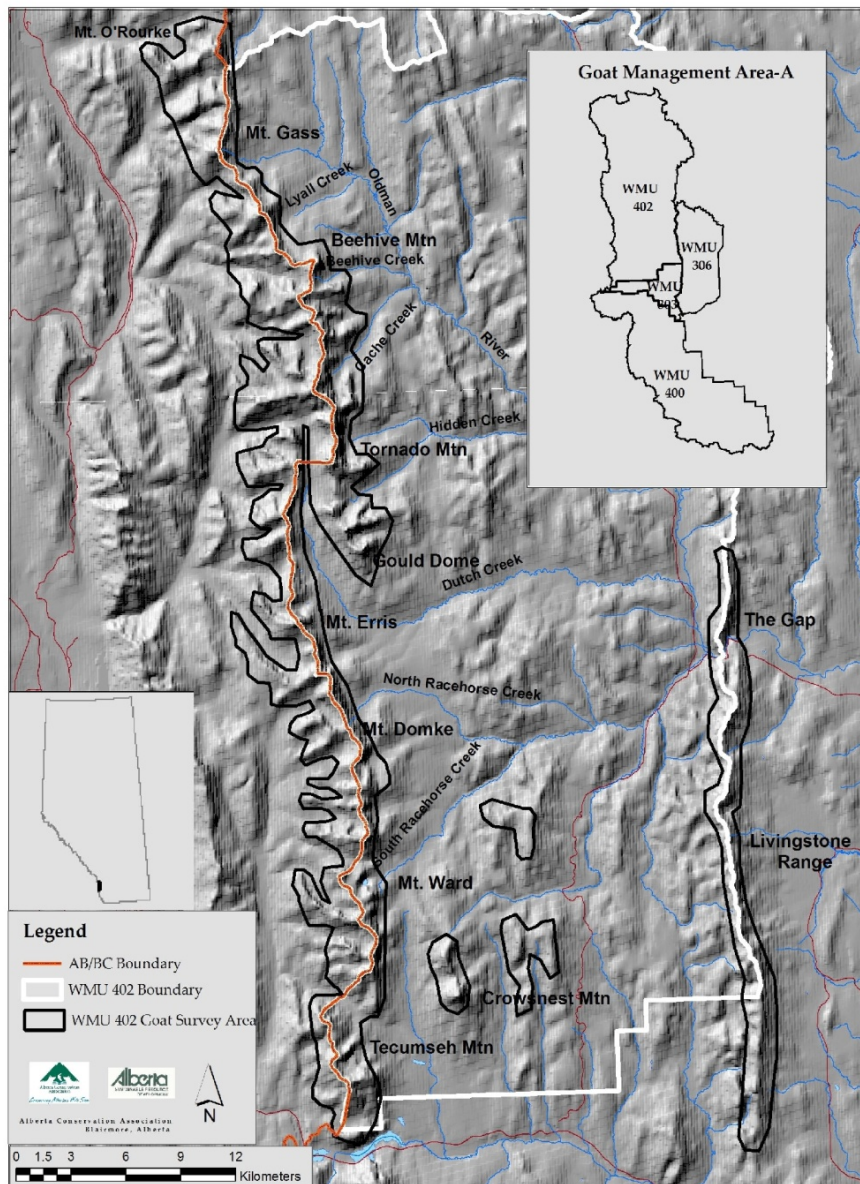 Mt. O'Rourke
Mt. Gass
Lyall Creek
Oldman
Beehive Mtn
Beehive Creek
Cache Creek
River
Hidden Creek
Tornado Mtn
Gould Dome
Dutch Creek
Mt. Erris
The Gap
North Racehorse Creek
Mt. Domke
South Racehorse Creek
Livingstone
Range
Mt. Ward
Crowsnest Mtn
Tecumseh Mtn
Goat Management Area-A
WMU
402
WMU
306
WMU
303
WMU
400
Legend
AB/BC Boundary
WMU 402 Boundary
WMU 402 Goat Survey Area
Alberta
N
Alberta Conservation Association
Blairmore, Alberta
0 1.5 3 6 9 12
Kilometers